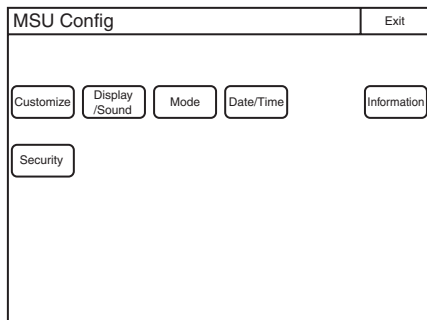 MSU Config
Exit
Customize
Display
/Sound
Mode
Date/Time
Information
Security